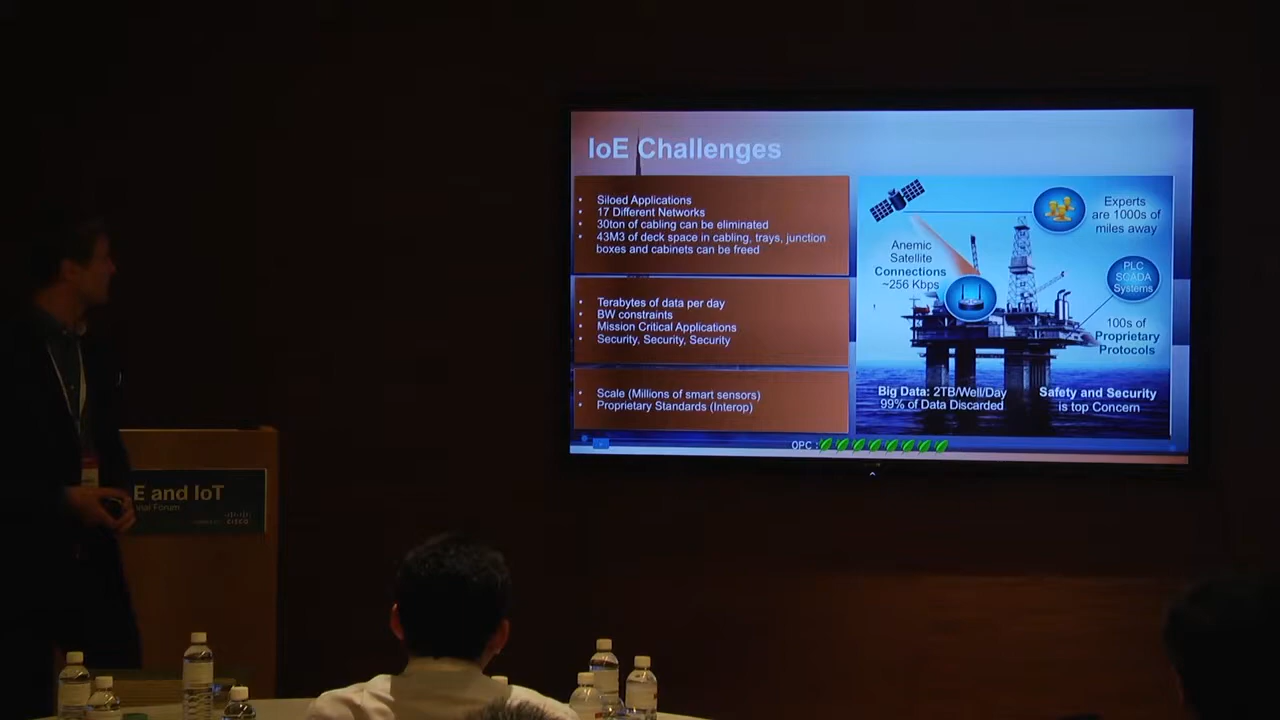 IoE Challenges
• Siloed Applications
• 17 Different Networks
• 30ton of cabling can be eliminated
• 43M3 of deck space in cabling, trays, junction
boxes and cabinets can be freed
• Terabytes of data per day
• BW constraints
• Mission Critical Applications
• Security, Security, Security
• Scale (Millions of smart sensors)
• Proprietary Standards (Interop)
Experts
are 1000s of
miles away
Anemic
Satellite
Connections
~256 Kbps
PLC
SCADA
Systems
100s of
Proprietary
Protocols
Big Data: 2TB/Well/Day
99% of Data Discarded
Safety and Security
is top Concern
OPC :
E and IoT
Forum
CISCO